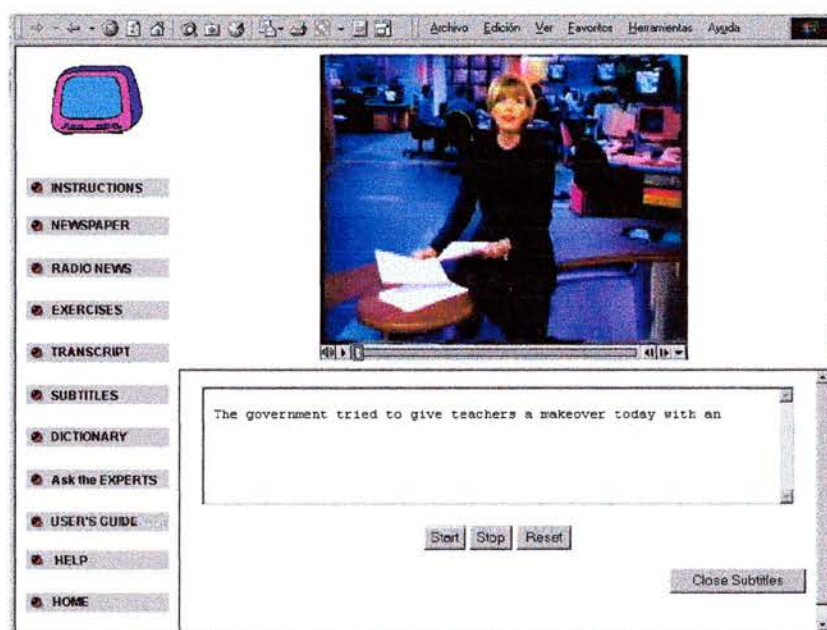 Archivo Edición Ver Favoritos Herramientas Ayuda
INSTRUCTIONS
NEWSPAPER
RADIO NEWS
EXERCISES
TRANSCRIPT
SUBTITLES
DICTIONARY
Ask the EXPERTS
USER'S GUIDE
HELP
HOME
The government tried to give teachers a makeover today with an
Start Stop Reset
Close Subtitles